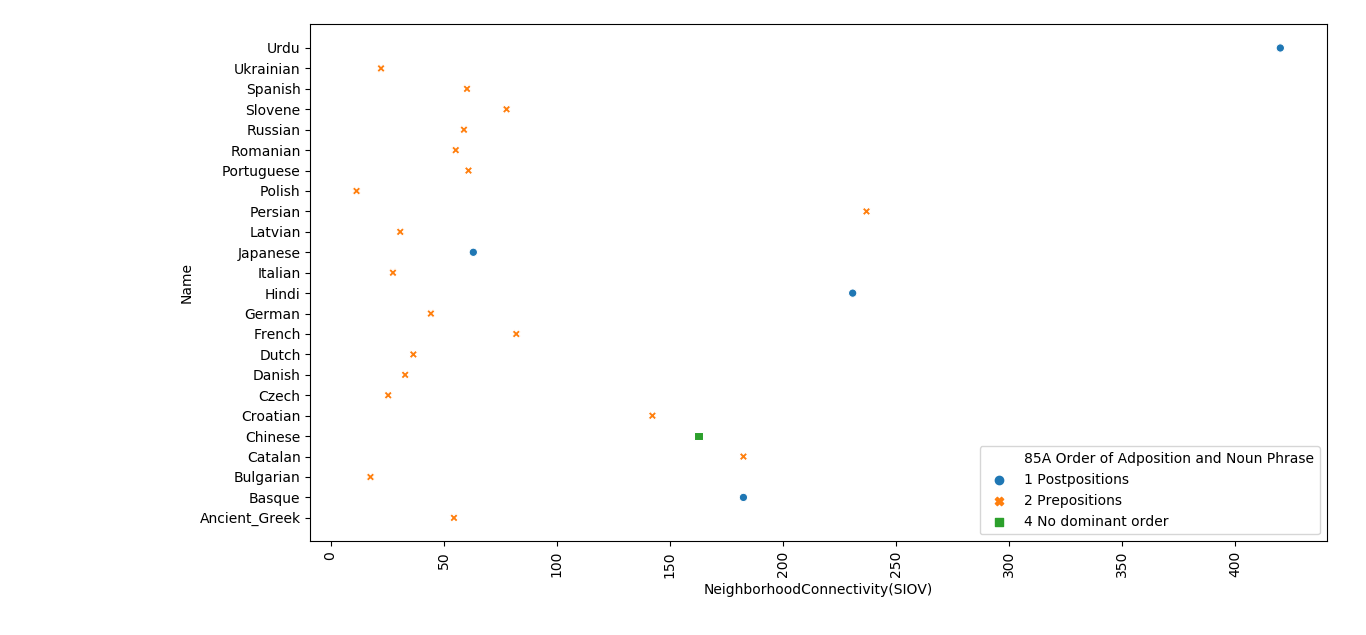 Urdu
Ukrainian
Spanish
Slovene
Russian
Romanian
Portuguese
Polish
Persian
Latvian
Japanese
Italian
Hindi
German
French
Dutch
Danish
Czech
Croatian
Chinese
Catalan
Bulgarian
Basque
Ancient_Greek
Name
85A Order of Adposition and Noun Phrase
1 Postpositions
2 Prepositions
4 No dominant order
0 50 100 150 200 250 300 350 400
NeighborhoodConnectivity(SIOV)